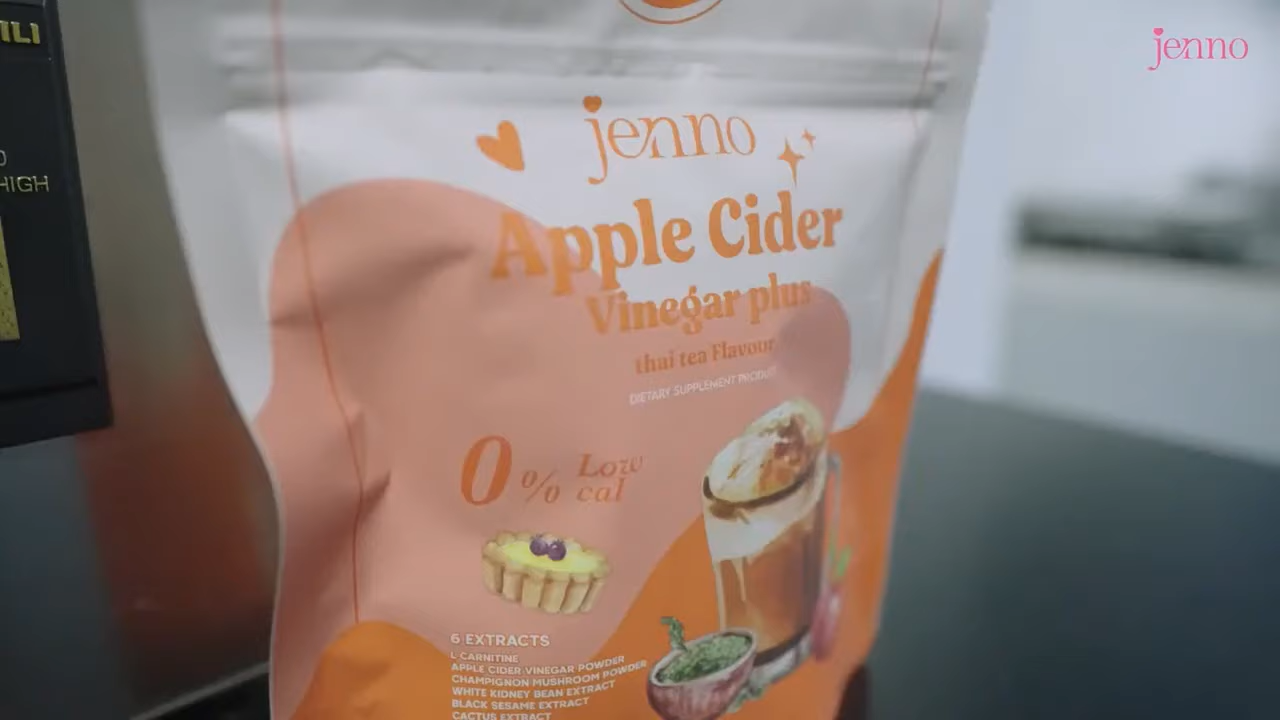 jenno
HIGH
jenno
Apple Cider
Vinegar plus
thai tea Flavour
DIETARY SUPPLEMENT PRODUCT
0% Low
cal
6 EXTRACTS
L CARNITINE
APPLE CIDER VINEGAR POWDER
CHAMPIGNON MUSHROOM POWDER
WHITE KIDNEY BEAN EXTRACT
BLACK SESAME EXTRACT
CACTUS EXTRACT